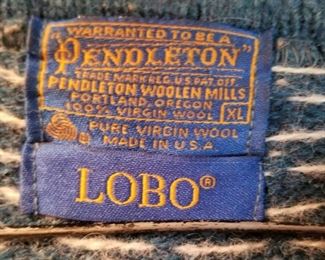 "WARRANTED TO BE A
"PENDLETON"
TRADE MARK REG. U.S. PAT. OFF.
PENDLETON WOOLEN MILLS
PORTLAND, OREGON
100% VIRGIN WOOL XL
PURE VIRGIN WOOL
MADE IN U.S.A.
LOBO®